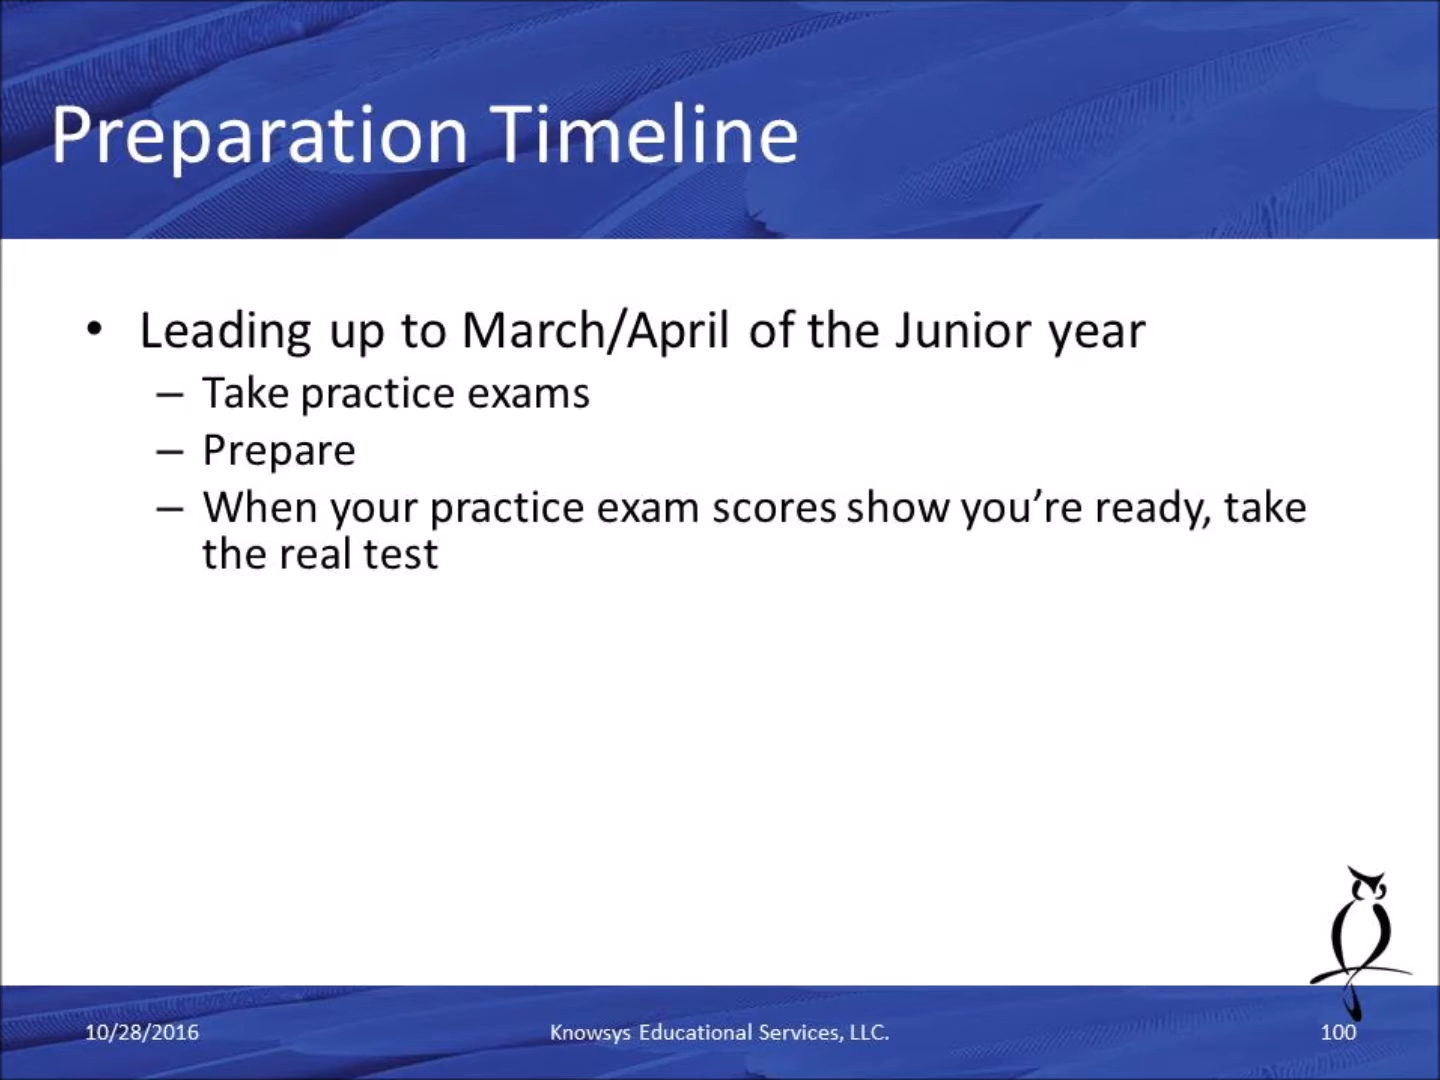 Preparation Timeline
• Leading up to March/April of the Junior year
– Take practice exams
– Prepare
– When your practice exam scores show you’re ready, take
the real test
10/28/2016
Knowsys Educational Services, LLC.
100